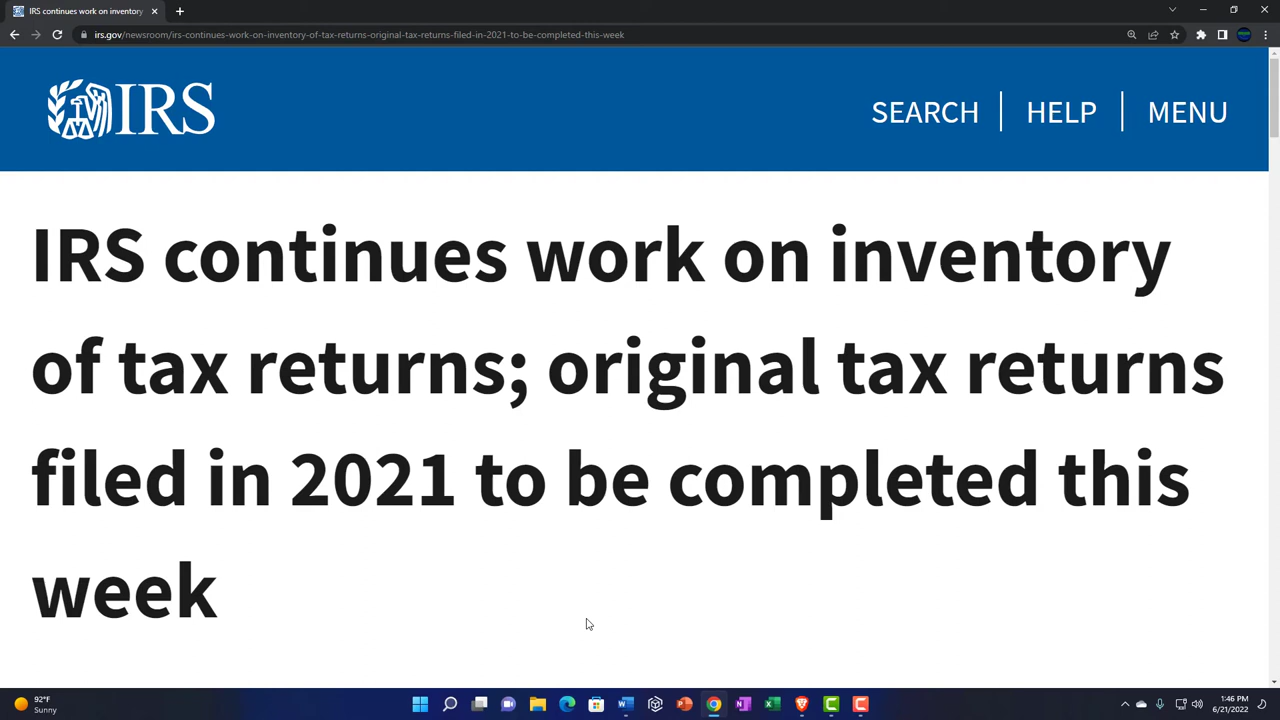 IRS continues work on inventory
irs.gov/newsroom/irs-continues-work-on-inventory-of-tax-returns-original-tax-returns-filed-in-2021-to-be-completed-this-week
IRS
SEARCH
HELP
MENU
IRS continues work on inventory
of tax returns; original tax returns
filed in 2021 to be completed this
week
92°F
Sunny
1:46 PM
6/21/2022